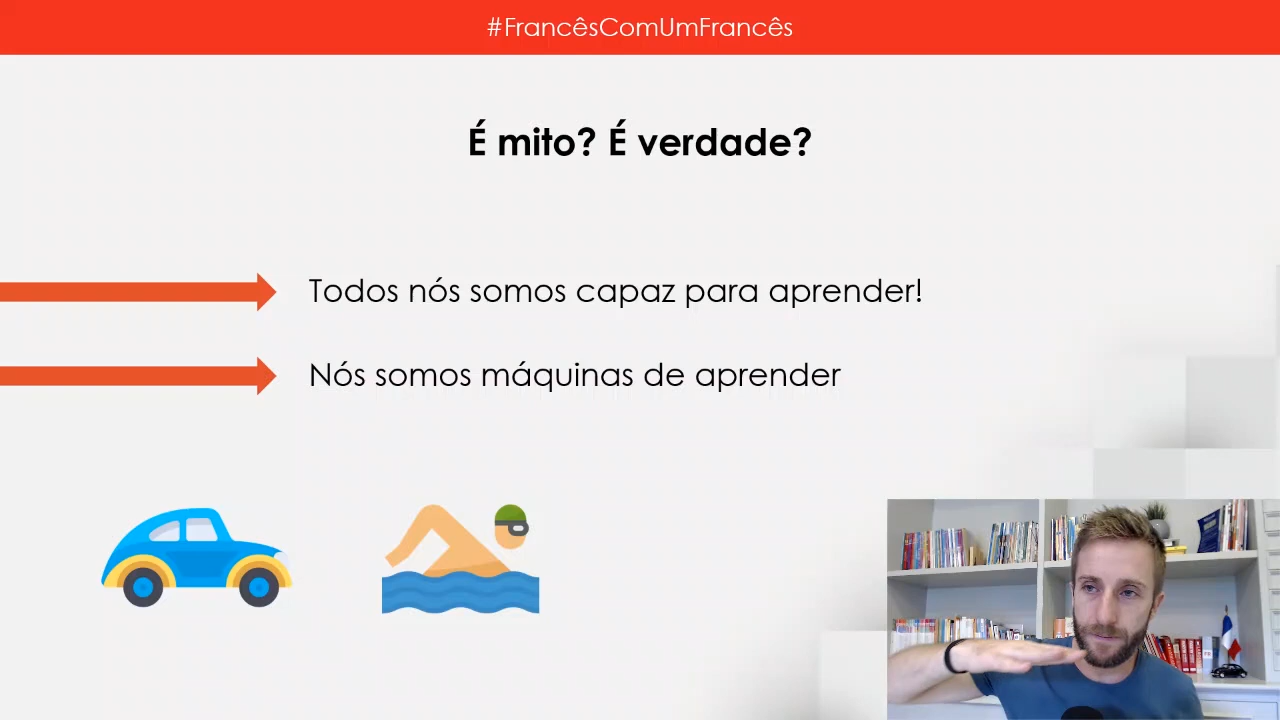 #FrancêsComUmFrancês
É mito? É verdade?
Todos nós somos capaz para aprender!
Nós somos máquinas de aprender